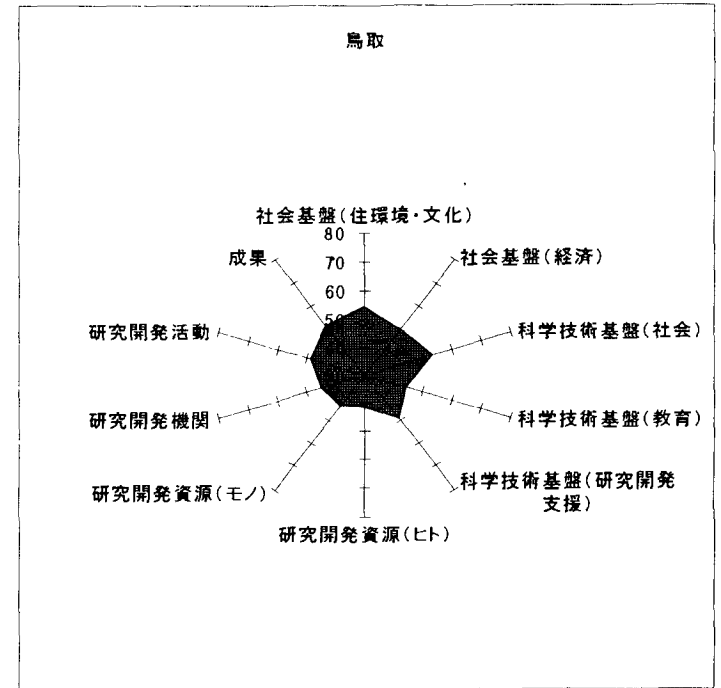 鳥取
社会基盤(住環境・文化)
80
70
60
成果
社会基盤(経済)
研究開発活動
科学技術基盤(社会)
研究開発機関
科学技術基盤(教育)
研究開発資源(モノ)
科学技術基盤(研究開発
支援)
研究開発資源(ヒト)